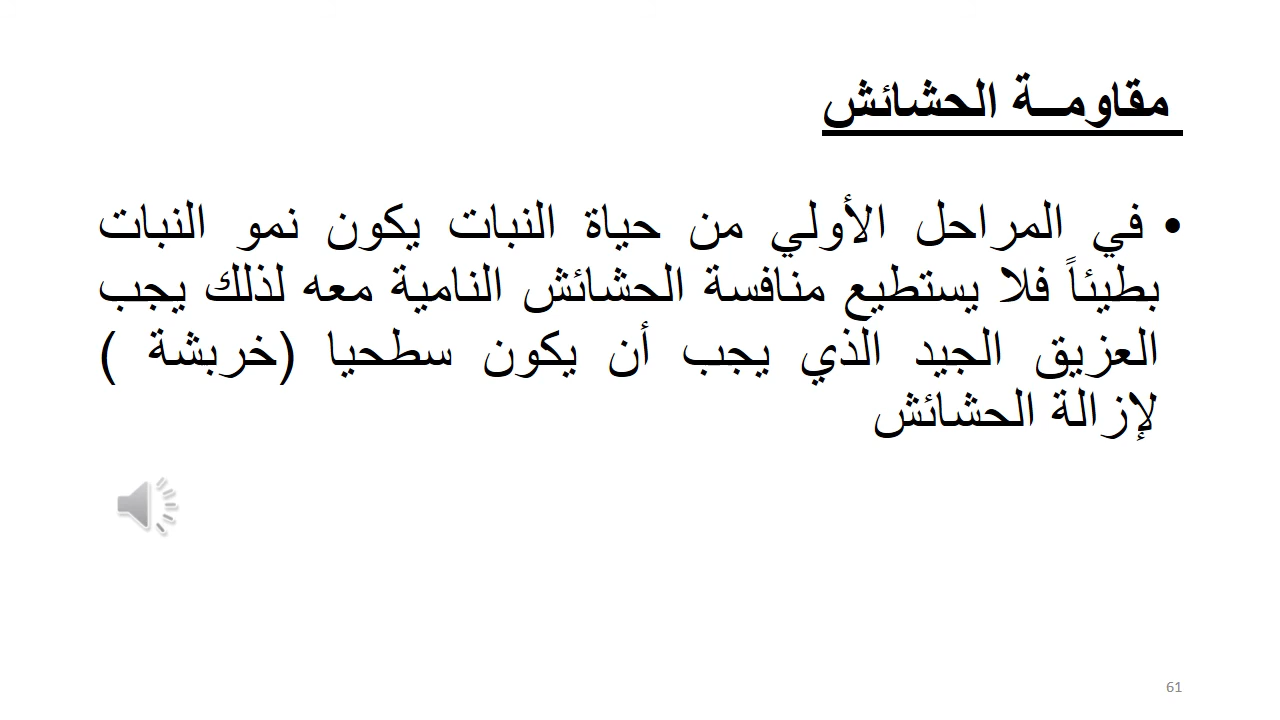 مقاومــة الحشائش
• في المراحل الأولي من حياة النبات يكون نمو النبات
بطيئاً فلا يستطيع منافسة الحشائش النامية معه لذلك يجب
العزيق الجيد الذي يجب أن يكون سطحيا (خربشة )
لإزالة الحشائش
61